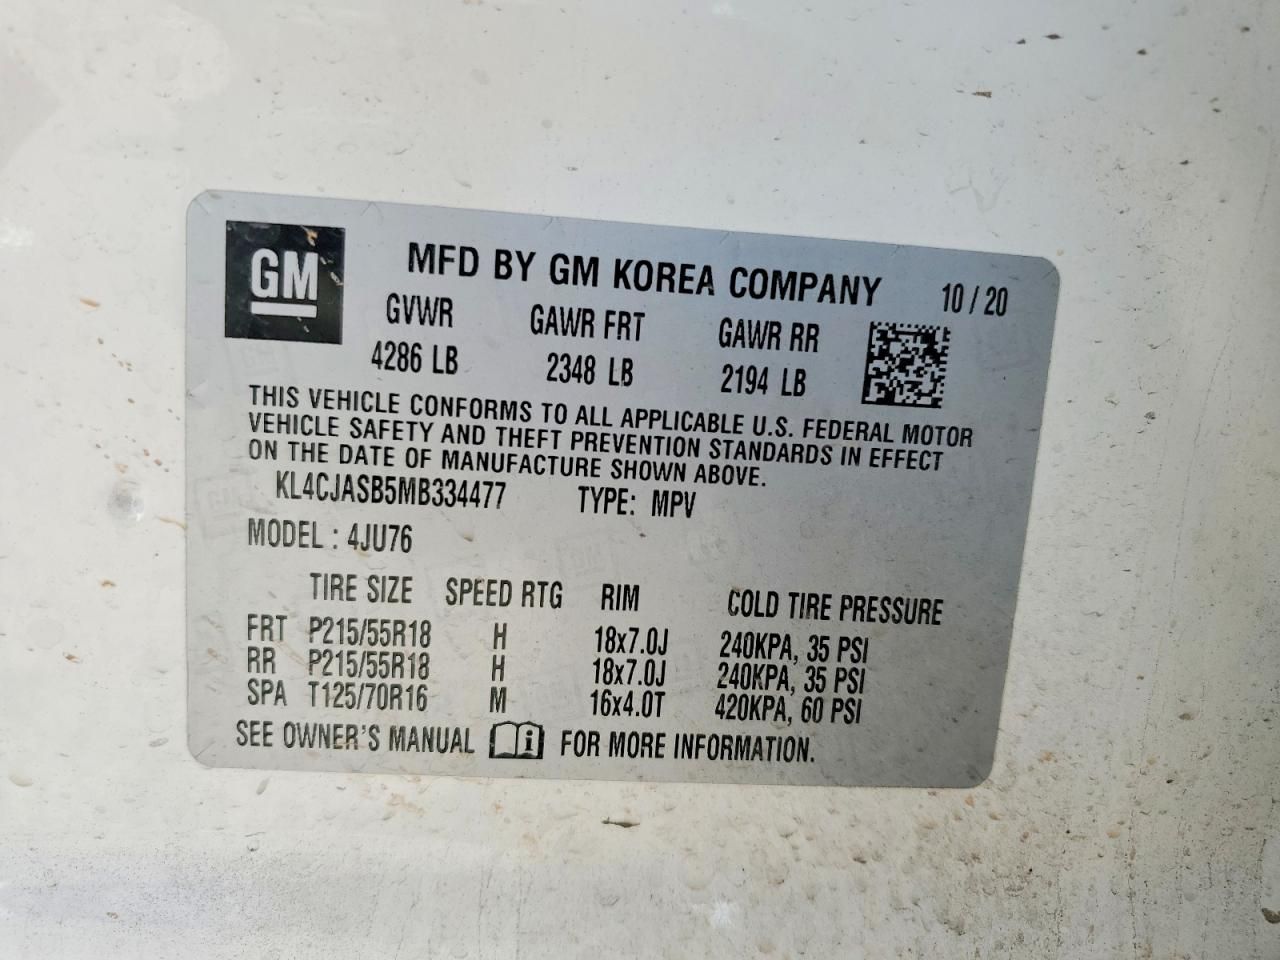 GM
MFD BY GM KOREA COMPANY 10 / 20
GVWR GAWR FRT GAWR RR
4286 LB 2348 LB 2194 LB
THIS VEHICLE CONFORMS TO ALL APPLICABLE U.S. FEDERAL MOTOR
VEHICLE SAFETY AND THEFT PREVENTION STANDARDS IN EFFECT
ON THE DATE OF MANUFACTURE SHOWN ABOVE.
KL4CJASB5MB334477 TYPE: MPV
MODEL : 4JU76
TIRE SIZE SPEED RTG RIM COLD TIRE PRESSURE
FRT P215/55R18 H 18x7.0J 240KPA, 35 PSI
RR P215/55R18 H 18x7.0J 240KPA, 35 PSI
SPA T125/70R16 M 16x4.0T 420KPA, 60 PSI
SEE OWNER'S MANUAL i FOR MORE INFORMATION.